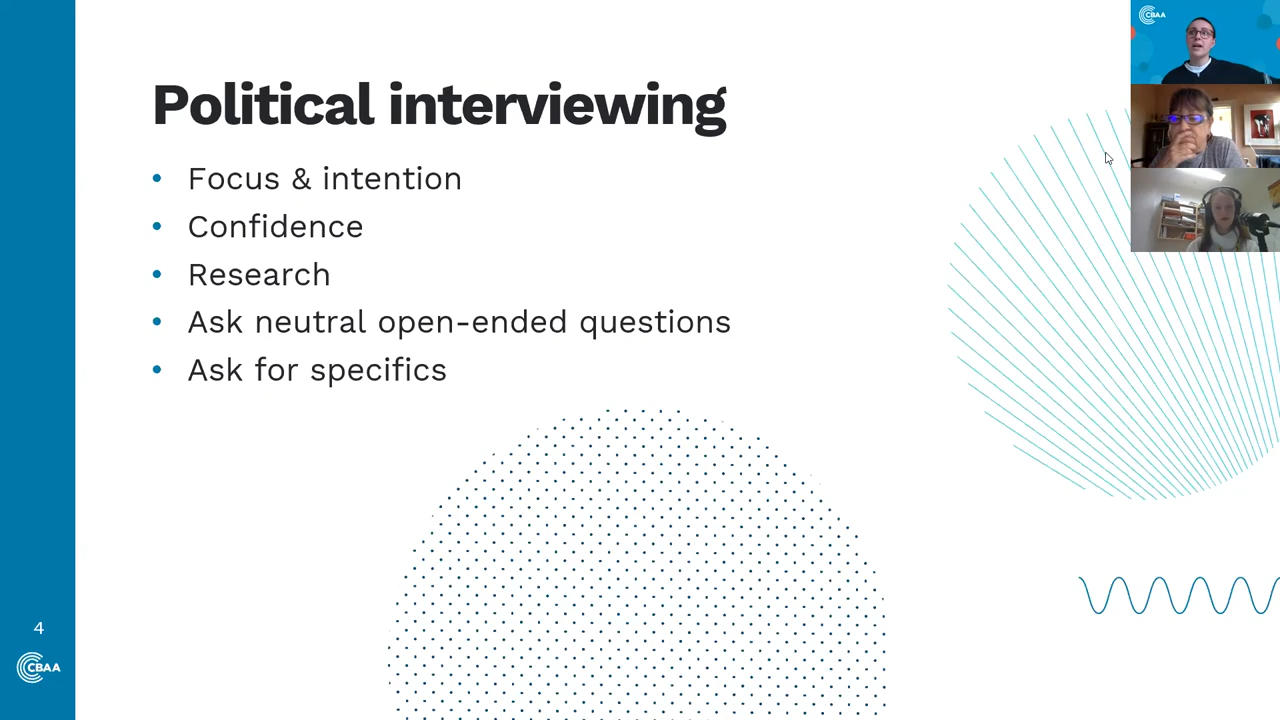 CBAA
Political interviewing
• Focus & intention
• Confidence
• Research
• Ask neutral open-ended questions
• Ask for specifics
4
CBAA